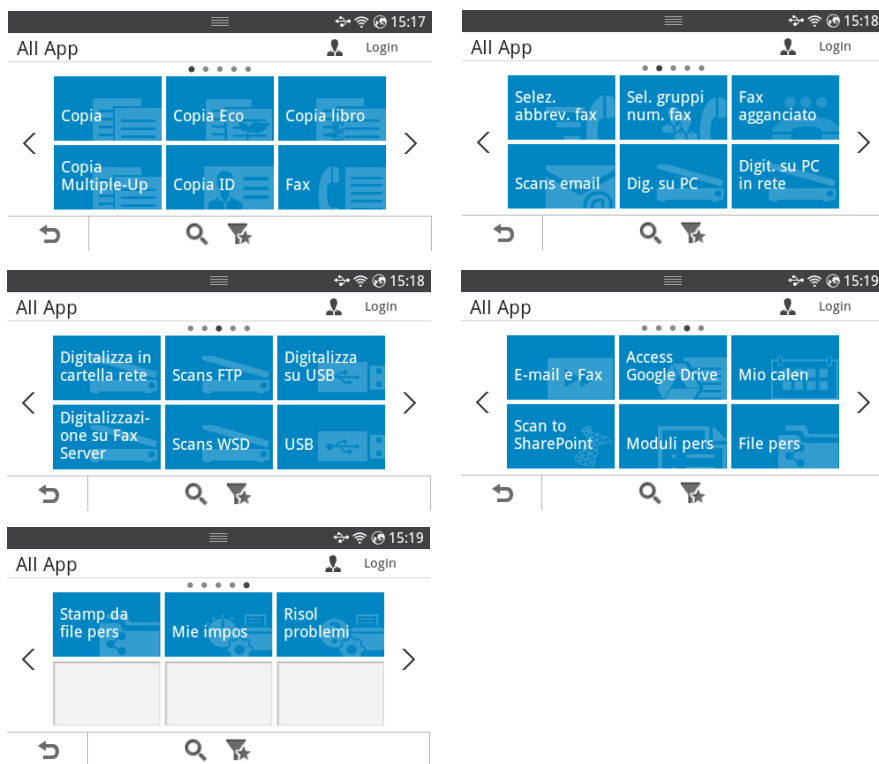 15:17
All App
Login
Copia
Copia Eco
Copia libro
Copia
Multiple-Up
Copia ID
Fax
15:18
All App
Login
Selez.
abbrev. fax
Sel. gruppi
num. fax
Fax
agganciato
Scans email
Dig. su PC
Digit. su PC
in rete
15:18
All App
Login
Digitalizza in
cartella rete
Scans FTP
Digitalizza
su USB
Digitalizzazi-
one su Fax
Server
Scans WSD
USB
15:19
All App
Login
E-mail e Fax
Access
Google Drive
Mio calen
Scan to
SharePoint
Moduli pers
File pers
15:19
All App
Login
Stamp da
file pers
Mie impos
Risol
problemi